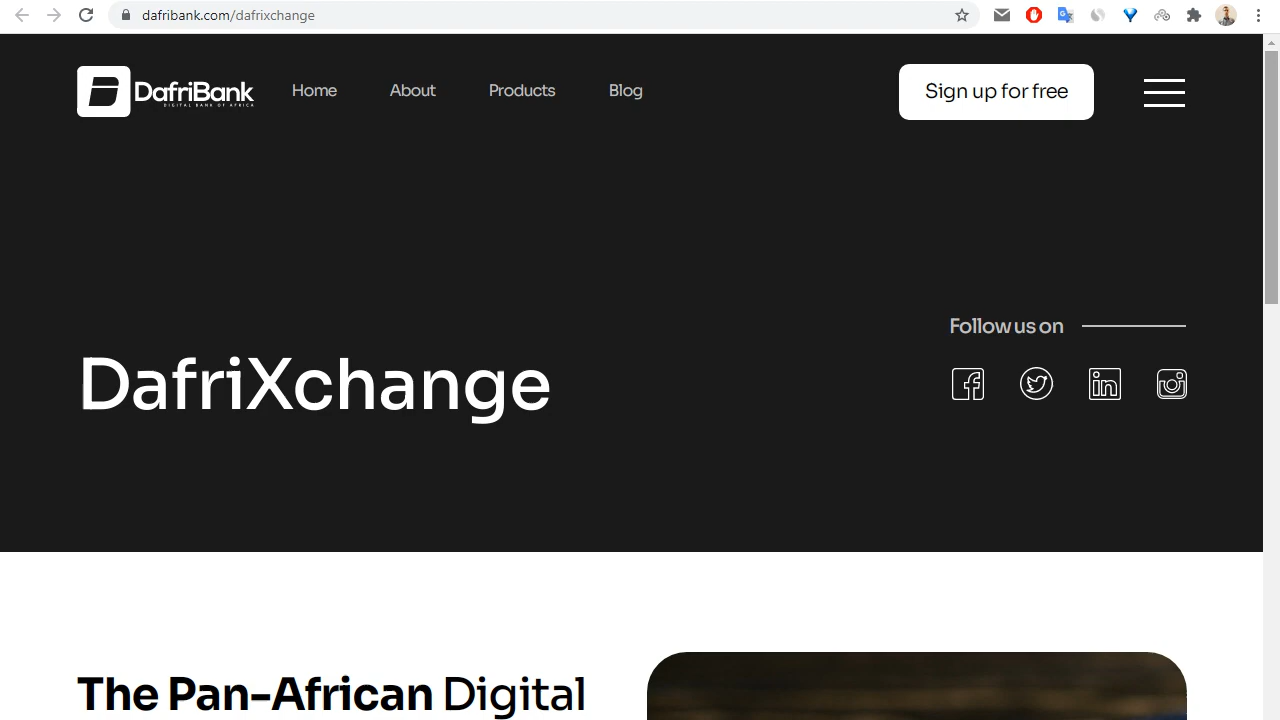 dafribank.com/dafrixchange
DafriBank
DIGITAL BANK OF AFRICA
Home
About
Products
Blog
Sign up for free
Follow us on
DafriXchange
The Pan-African Digital